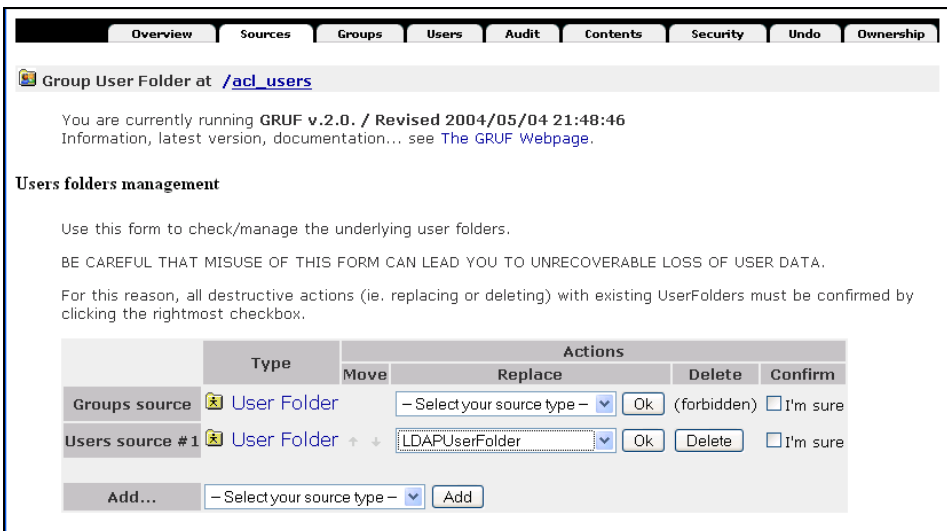 Overview Sources Groups Users Audit Contents Security Undo Ownership
Group User Folder at /acl_users
You are currently running GRUF v.2.0. / Revised 2004/05/04 21:48:46
Information, latest version, documentation... see The GRUF Webpage.
Users folders management
Use this form to check/manage the underlying user folders.
BE CAREFUL THAT MISUSE OF THIS FORM CAN LEAD YOU TO UNRECOVERABLE LOSS OF USER DATA.
For this reason, all destructive actions (ie. replacing or deleting) with existing UserFolders must be confirmed by
clicking the rightmost checkbox.
Type Actions
Move Replace Delete Confirm
Groups source User Folder – Select your source type – Ok (forbidden) I'm sure
Users source #1 User Folder LDAPUserFolder Ok Delete I'm sure
Add... – Select your source type – Add